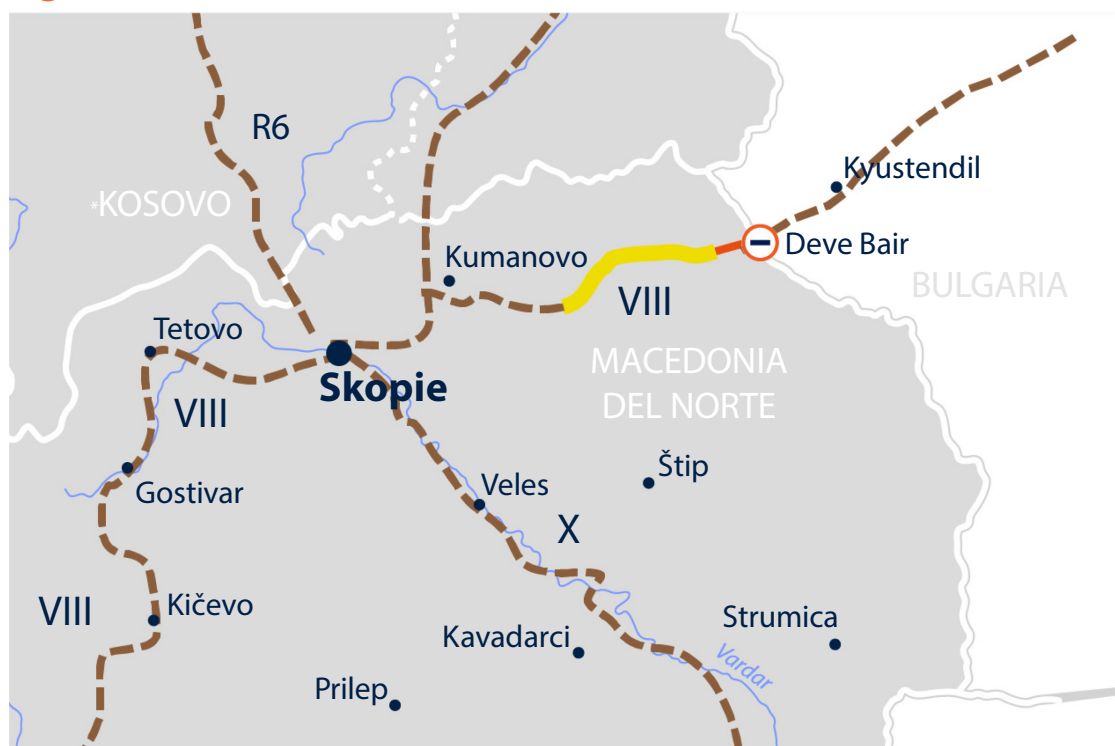 R6
*KOSOVO
Kyustendil
Kumanovo
Deve Bair
BULGARIA
VIII
Tetovo
MACEDONIA
DEL NORTE
Skopie
VIII
Štip
Gostivar
Veles
X
VIII
Kičevo
Strumica
Kavadarci
Vardar
Prilep